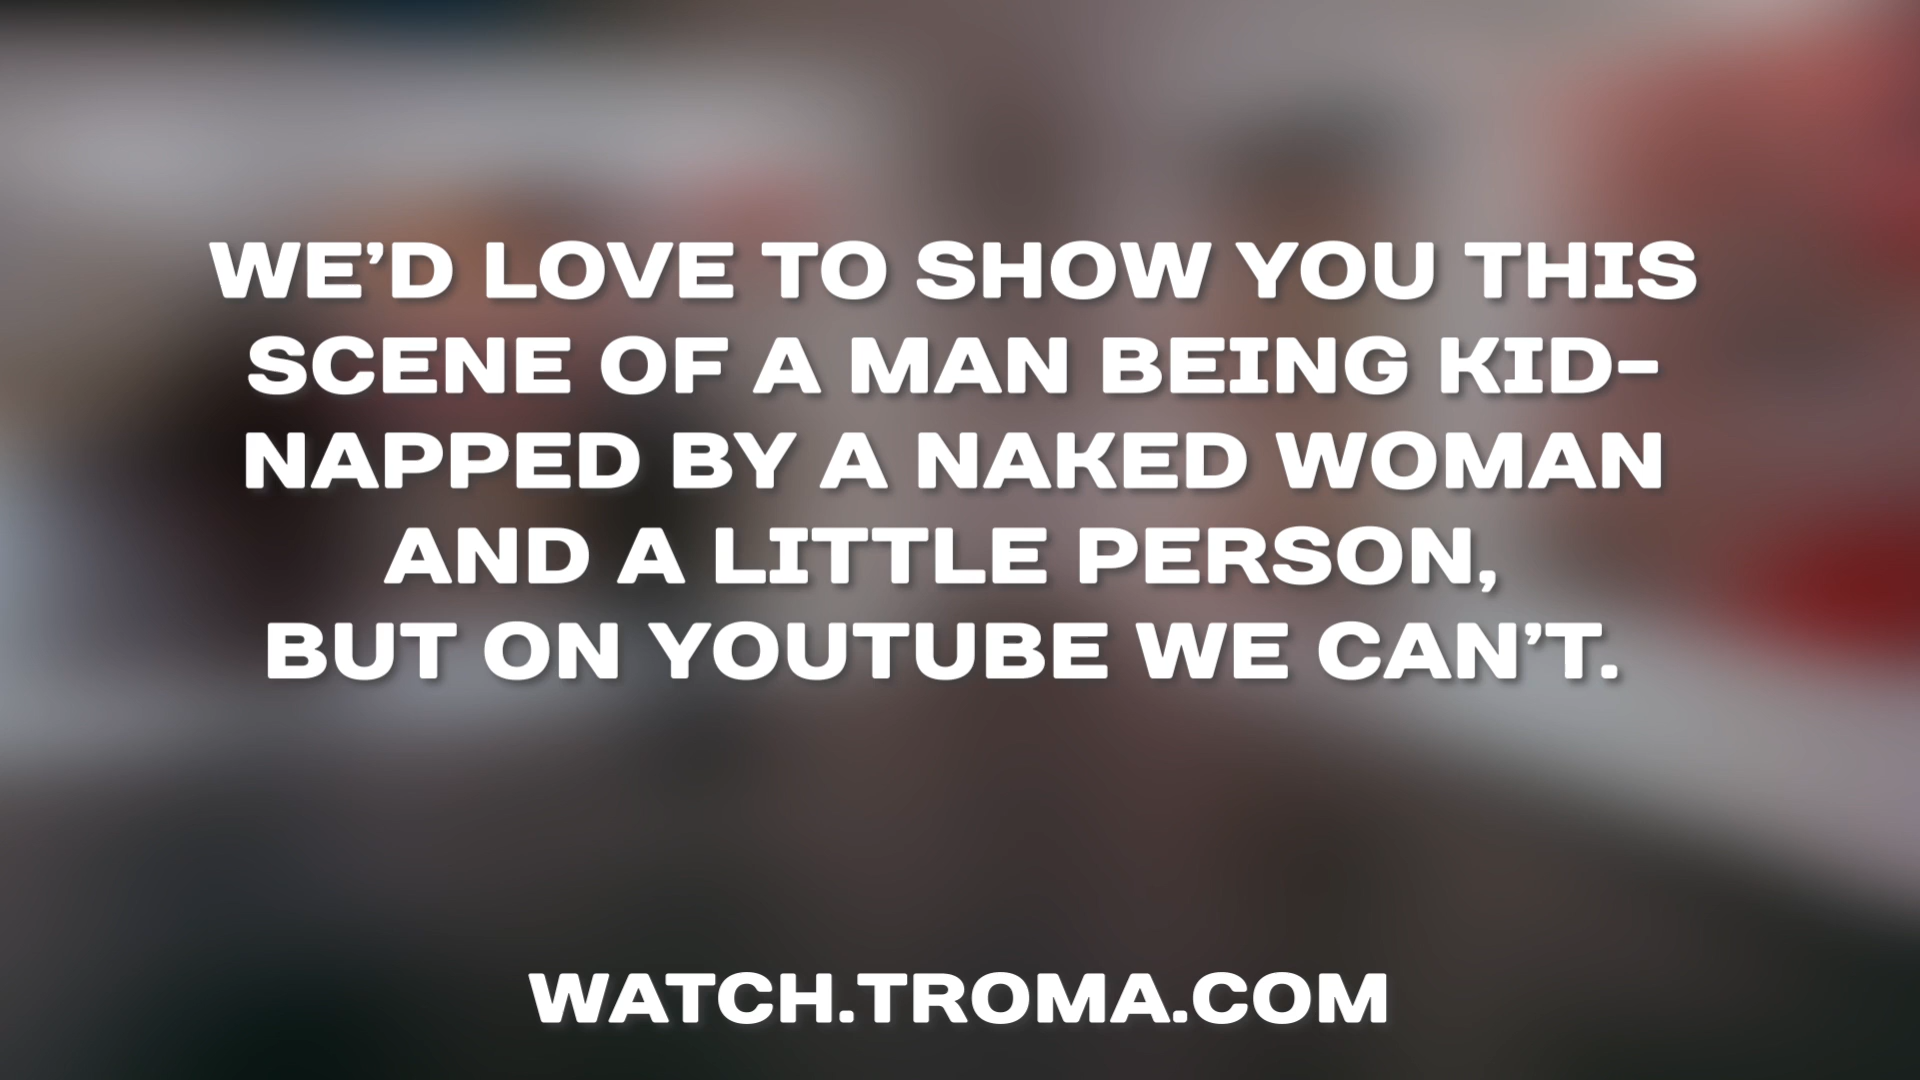 WE’D LOVE TO SHOW YOU THIS
SCENE OF A MAN BEING KID-
NAPPED BY A NAKED WOMAN
AND A LITTLE PERSON,
BUT ON YOUTUBE WE CAN’T.
WATCH.TROMA.COM